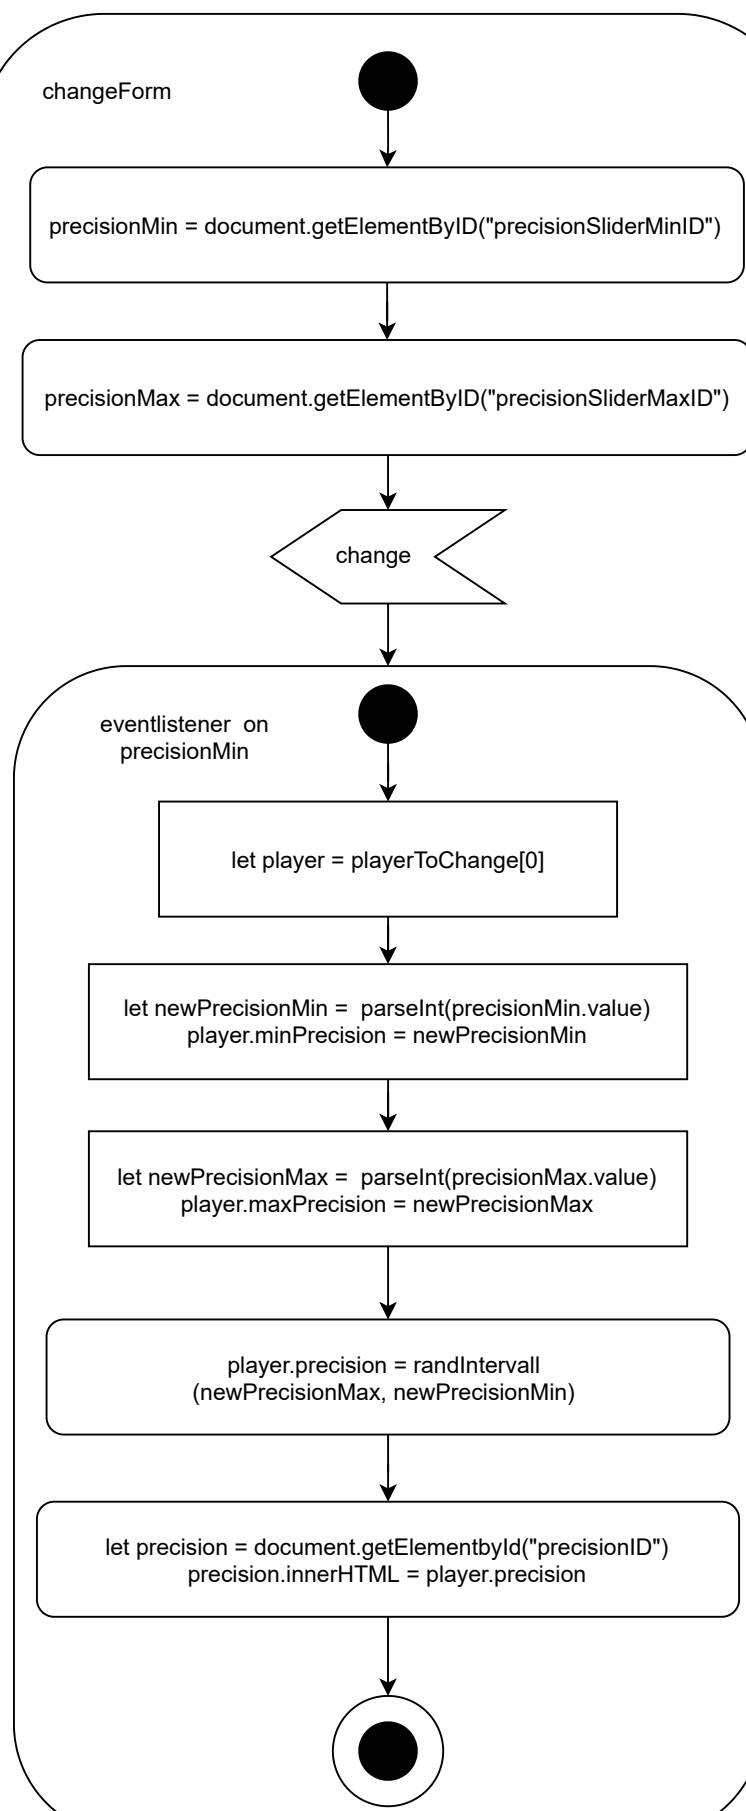 changeForm
precisionMin = document.getElementByID("precisionSliderMinID")
precisionMax = document.getElementByID("precisionSliderMaxID")
change
eventlistener  on
precisionMin
let player = playerToChange[0]
let newPrecisionMin =  parseInt(precisionMin.value)
player.minPrecision = newPrecisionMin
let newPrecisionMax =  parseInt(precisionMax.value)
player.maxPrecision = newPrecisionMax
player.precision = randIntervall
(newPrecisionMax, newPrecisionMin)
let precision = document.getElementbyId("precisionID")
precision.innerHTML = player.precision